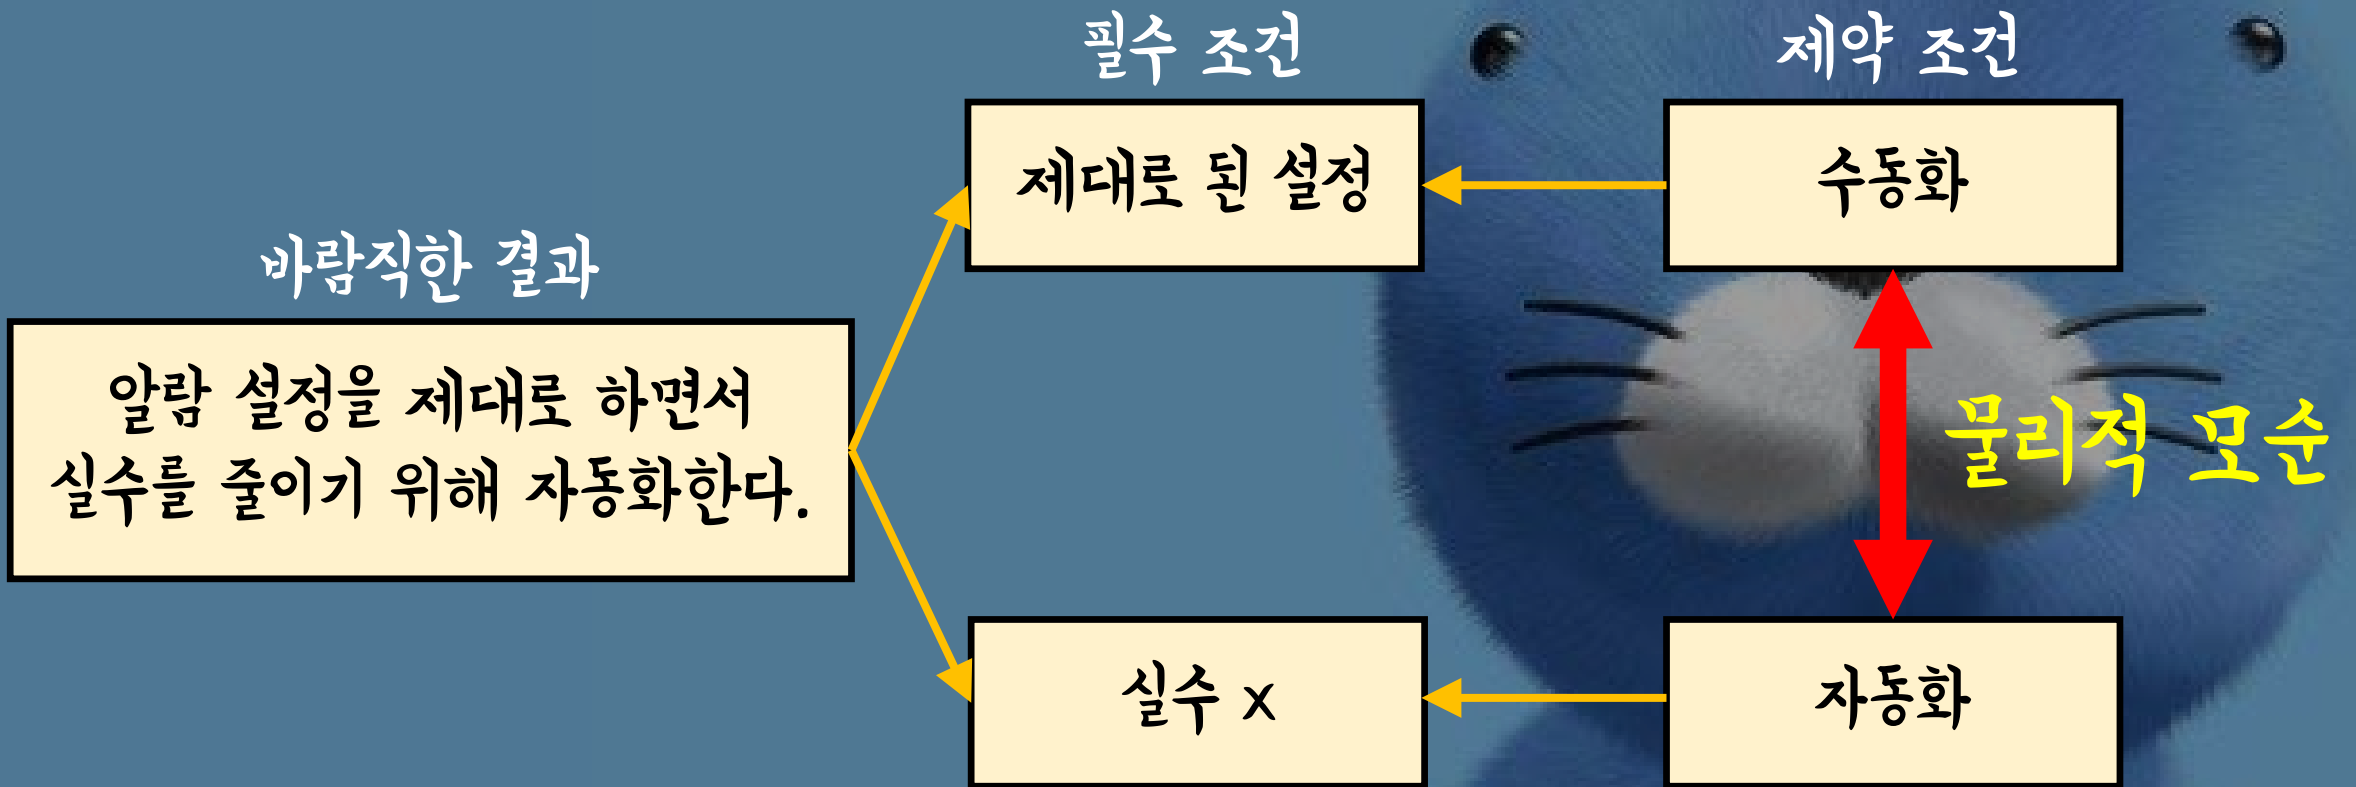 필수 조건
제약 조건
제대로 된 설정
수동화
바람직한 결과
알람 설정을 제대로 하면서
실수를 줄이기 위해 자동화한다.
물리적 모순
실수 x
자동화